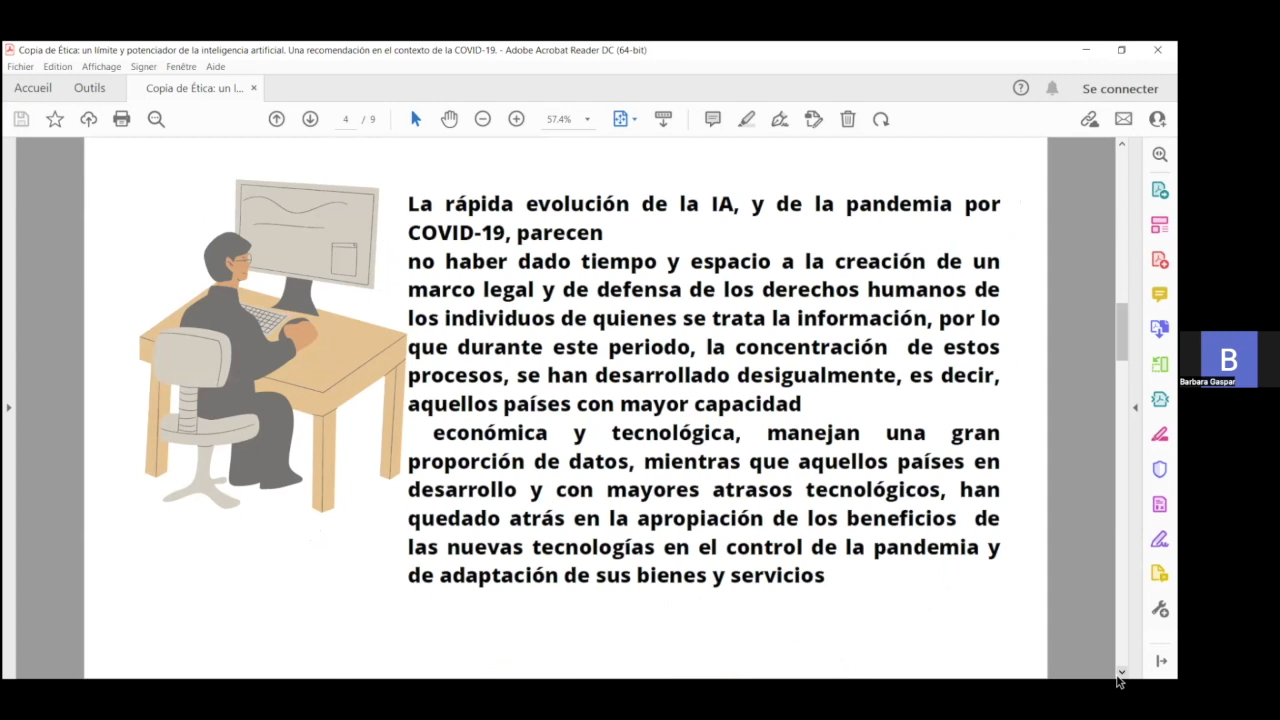 Copia de Ética: un límite y potenciador de la inteligencia artificial. Una recomendación en el contexto de la COVID-19. - Adobe Acrobat Reader DC (64-bit)
Fichier Edition Affichage Signer Fenêtre Aide
Accueil Outils Copia de Ética: un l... × Se connecter
4 / 9 57.4%
La rápida evolución de la IA, y de la pandemia por
COVID-19, parecen
no haber dado tiempo y espacio a la creación de un
marco legal y de defensa de los derechos humanos de
los individuos de quienes se trata la información, por lo
que durante este periodo, la concentración de estos
procesos, se han desarrollado desigualmente, es decir,
aquellos países con mayor capacidad
económica y tecnológica, manejan una gran
proporción de datos, mientras que aquellos países en
desarrollo y con mayores atrasos tecnológicos, han
quedado atrás en la apropiación de los beneficios de
las nuevas tecnologías en el control de la pandemia y
de adaptación de sus bienes y servicios
B
Barbara Gaspar